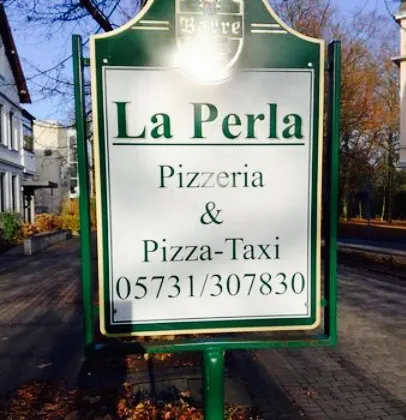 Barre
La Perla
Pizzeria
&
Pizza-Taxi
05731/307830